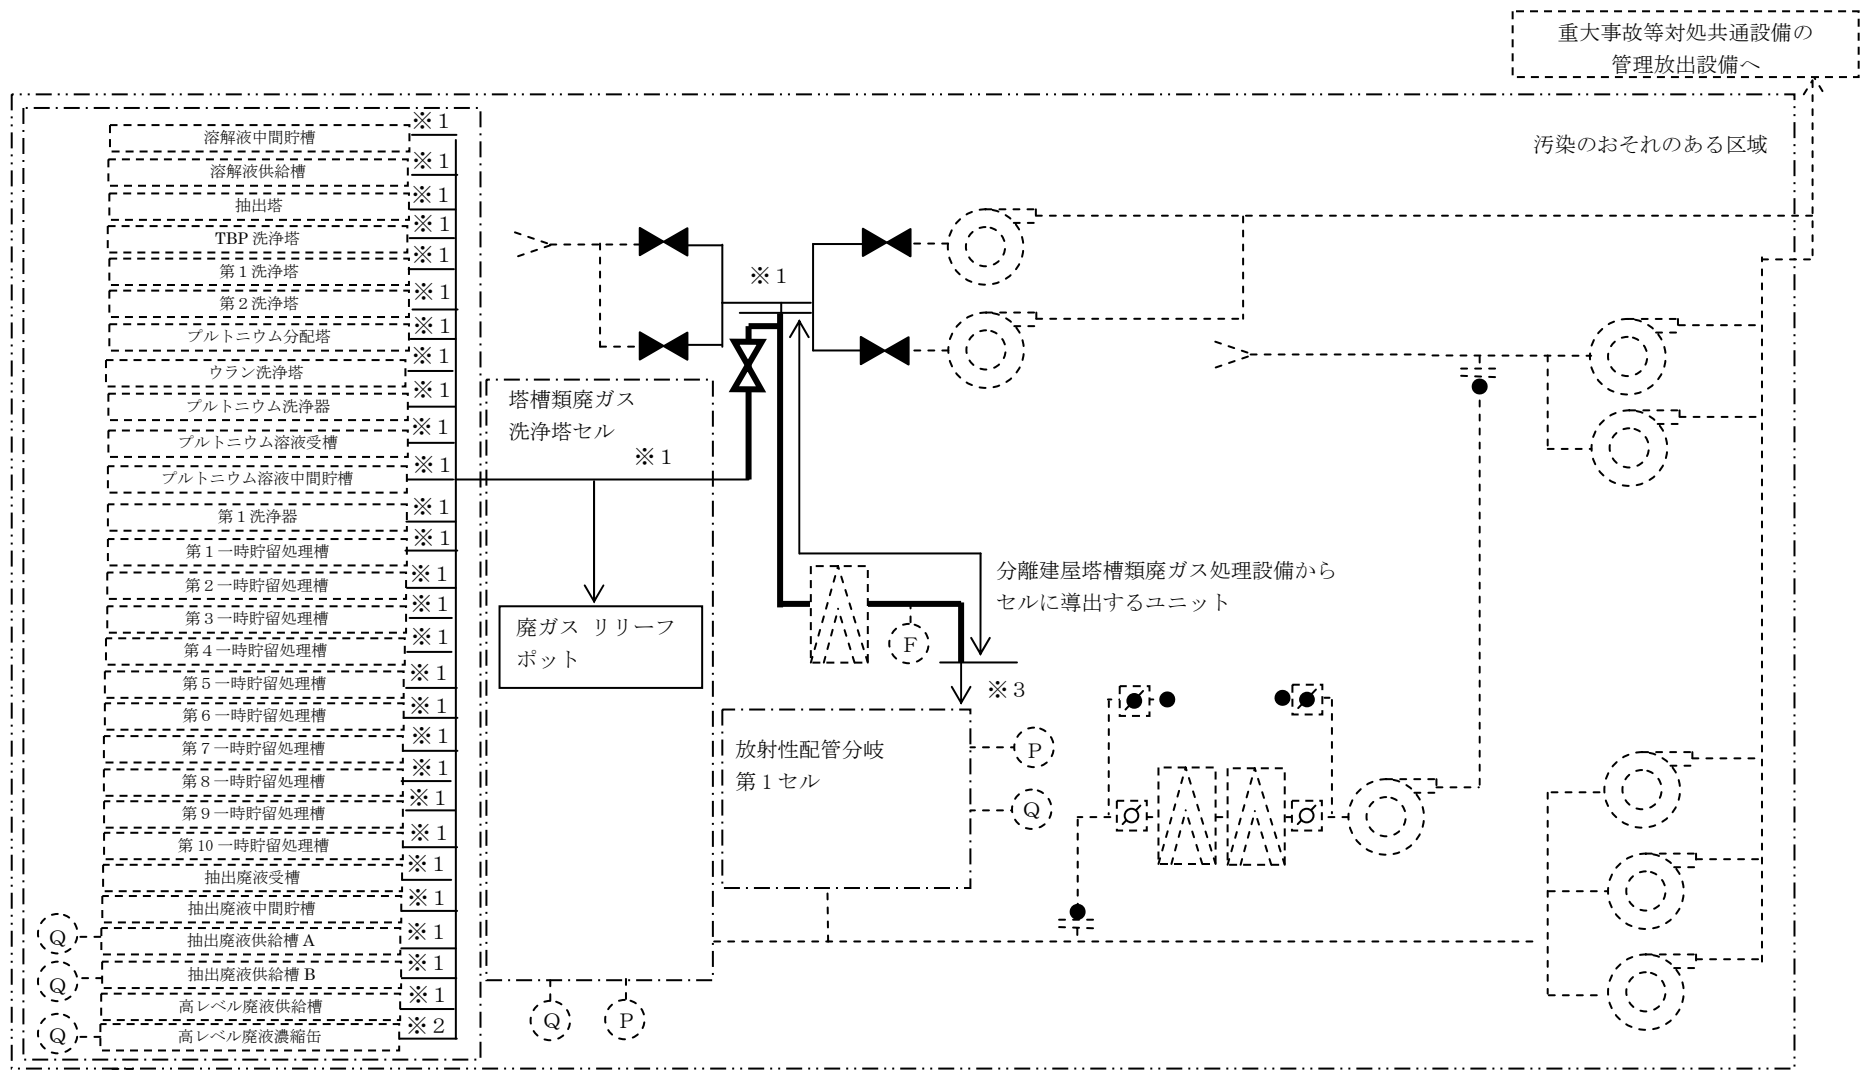 重大事故等対処共通設備の
管理放出設備へ
汚染のおそれのある区域
溶解液中間貯槽
※1
溶解液供給槽
※1
抽出塔
※1
TBP 洗浄塔
※1
第1洗浄塔
※1
第2洗浄塔
※1
プルトニウム分配塔
※1
ウラン洗浄塔
※1
プルトニウム洗浄器
※1
プルトニウム溶液受槽
※1
プルトニウム溶液中間貯槽
※1
第1洗浄器
※1
第1一時貯留処理槽
※1
第2一時貯留処理槽
※1
第3一時貯留処理槽
※1
第4一時貯留処理槽
※1
第5一時貯留処理槽
※1
第6一時貯留処理槽
※1
第7一時貯留処理槽
※1
第8一時貯留処理槽
※1
第9一時貯留処理槽
※1
第10一時貯留処理槽
※1
抽出廃液受槽
※1
抽出廃液中間貯槽
※1
Q
抽出廃液供給槽 A
※1
Q
抽出廃液供給槽 B
※1
高レベル廃液供給槽
※1
Q
高レベル廃液濃縮缶
※2
※1
塔槽類廃ガス
洗浄塔セル
※1
廃ガス リリーフ
ポット
分離建屋塔槽類廃ガス処理設備から
セルに導出するユニット
F
※3
放射性配管分岐
第1セル
P
Q
Q
P